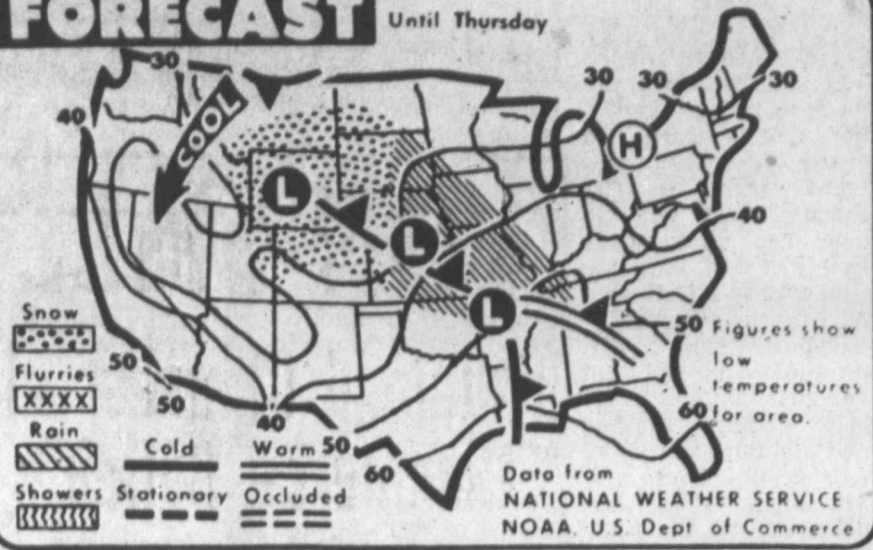 FORECAST
Until Thursday
30
30
30
30
40
COOL
H
L
40
L
Snow
L
50
Figures show
low
temperatures
for area.
Flurries
XXXX
50
50
Rain
40
60
Cold
Warm
50
60
Showers
Stationary
Occluded
Data from
NATIONAL WEATHER SERVICE
NOAA, U.S. Dept of Commerce